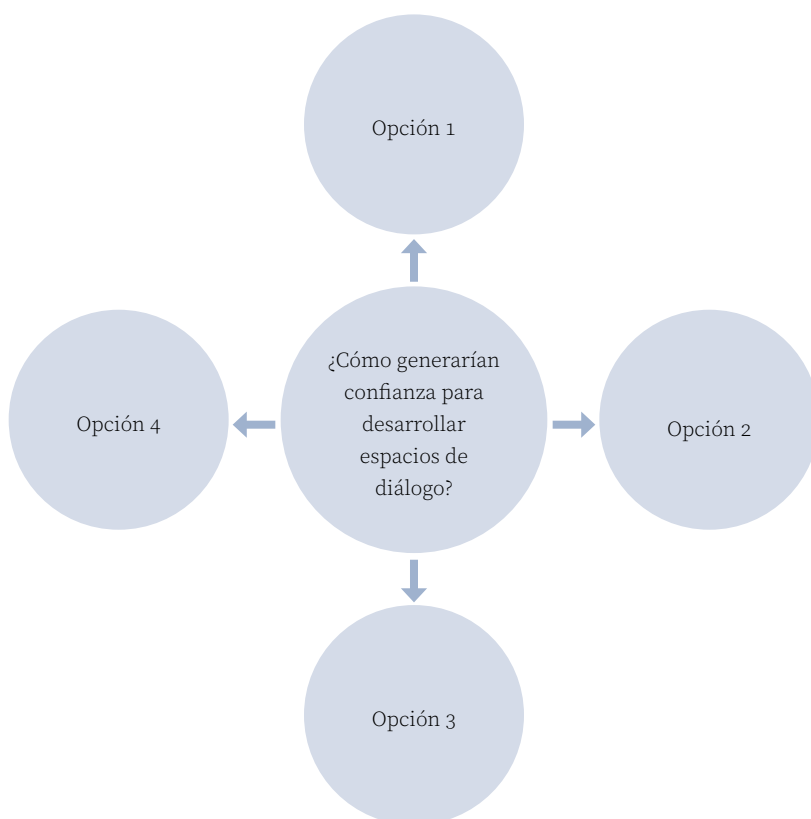 Opción 1
¿Cómo generarían
confianza para
desarrollar
espacios de
diálogo?
Opción 4
Opción 2
Opción 3